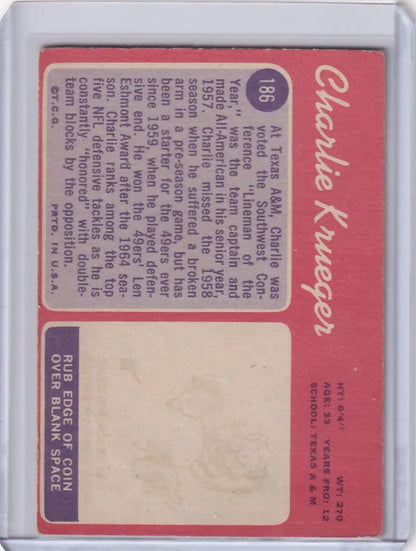 Charlie Krueger
HT: 6'4" WT: 270
AGE: 33 YEARS PRO: 12
SCHOOL: TEXAS A & M
186
At Texas A&M, Charlie was
voted the Southwest Con-
ference "Lineman of the
Year," was the team captain and
made All-American in his senior year,
1957. Charlie missed the 1958
season when he suffered a broken
arm in a pre-season game, but has
been a starter for the 49ers ever
since 1959, when he played defen-
sive end. He won the 49ers' Len
Eshmont Award after the 1964 sea-
son. Charlie ranks among the top
five NFL defensive tackles as he is
constantly "honored" with double-
team blocks by the opposition.
©T.C.G. PRTD. IN U.S.A.
RUB EDGE OF COIN
OVER BLANK SPACE